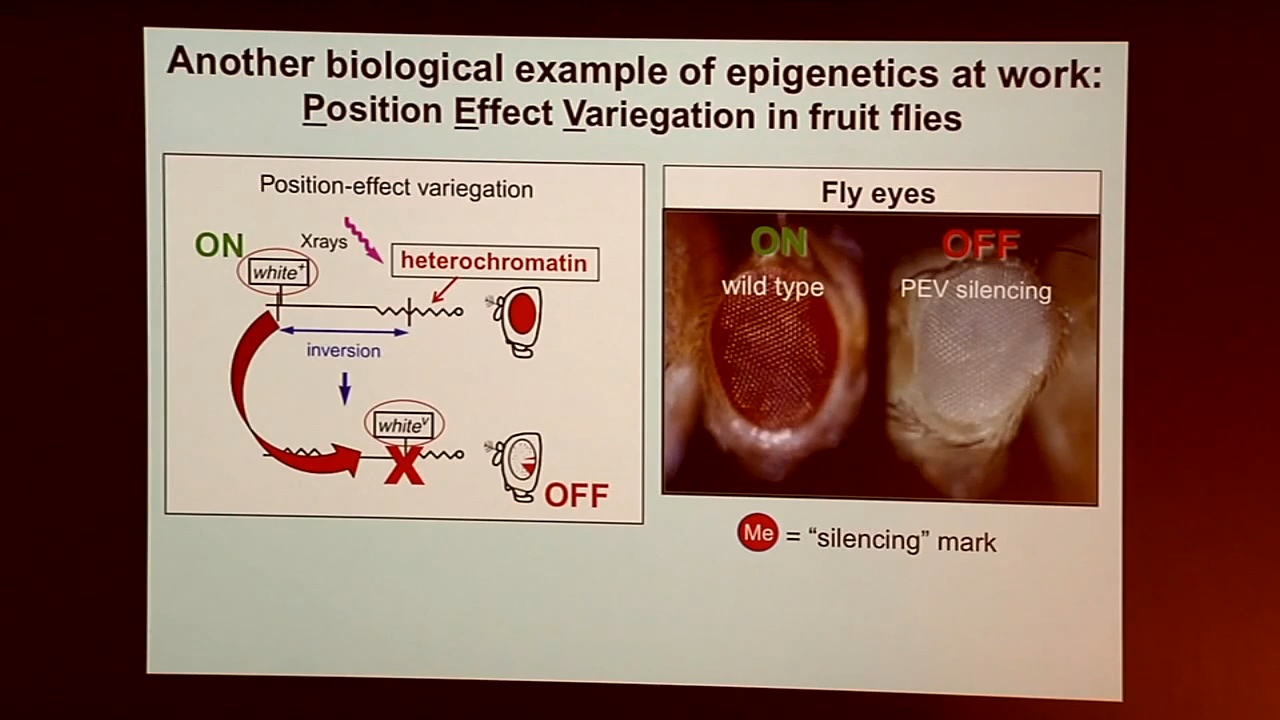 Another biological example of epigenetics at work:
Position Effect Variegation in fruit flies
Position-effect variegation
ON
Xrays
white⁺
heterochromatin
inversion
whiteᵛ
X
OFF
Fly eyes
ON
OFF
wild type
PEV silencing
Me = “silencing” mark